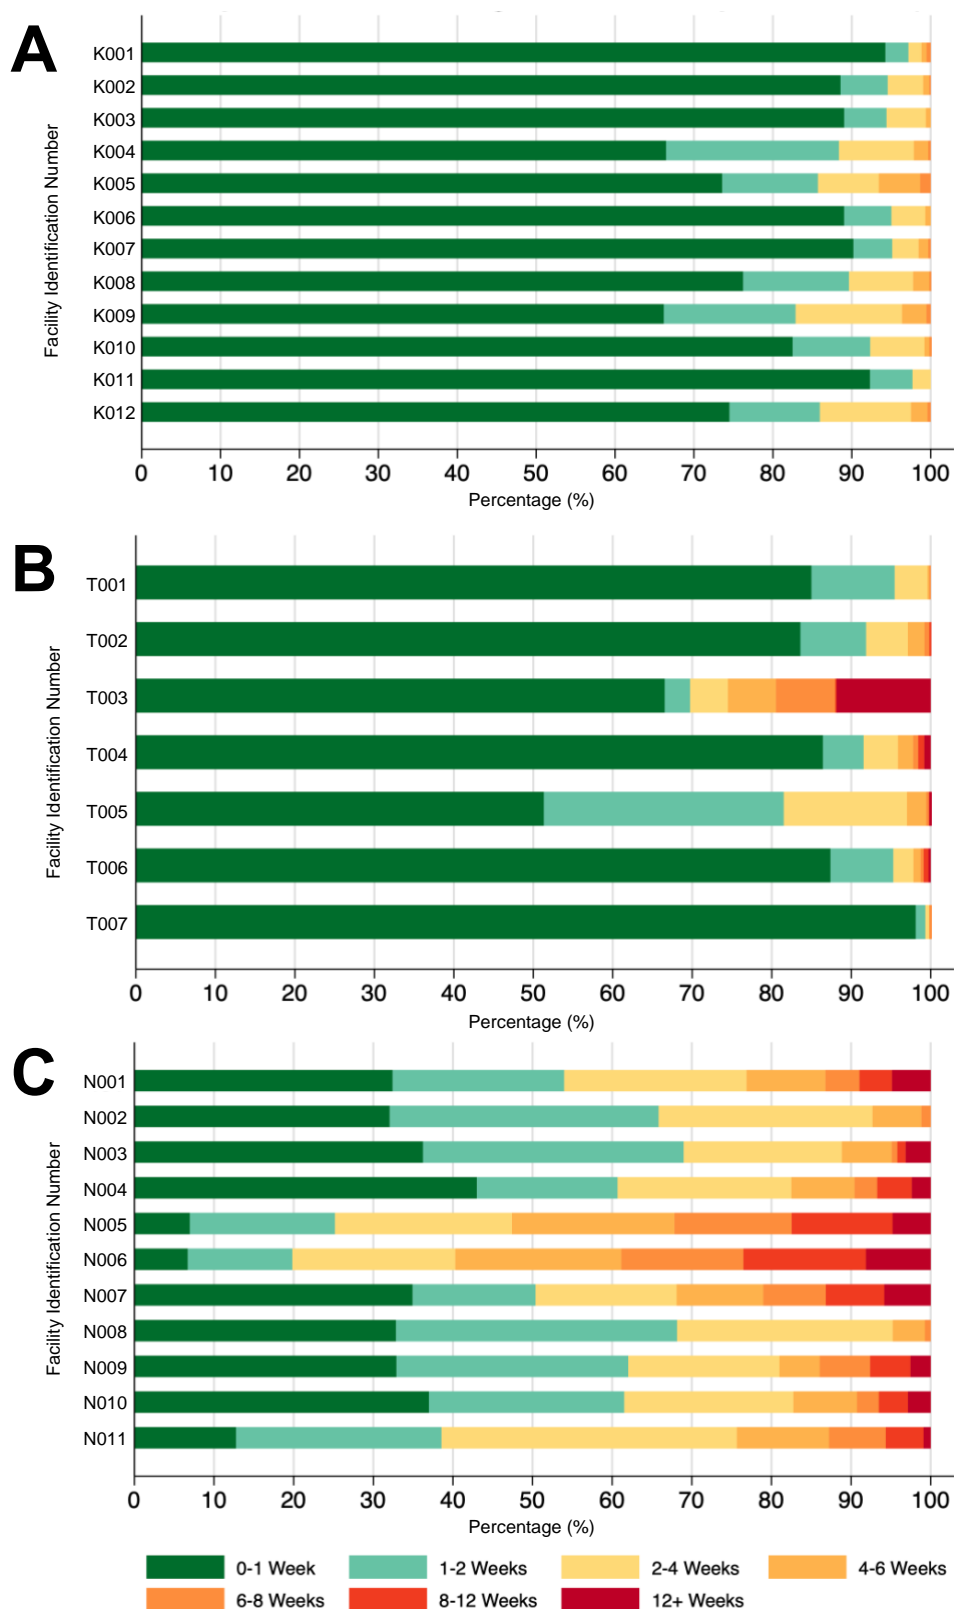 A
Facility Identification Number
K001
K002
K003
K004
K005
K006
K007
K008
K009
K010
K011
K012
0 10 20 30 40 50 60 70 80 90 100
Percentage (%)
B
Facility Identification Number
T001
T002
T003
T004
T005
T006
T007
0 10 20 30 40 50 60 70 80 90 100
Percentage (%)
C
Facility Identification Number
N001
N002
N003
N004
N005
N006
N007
N008
N009
N010
N011
0 10 20 30 40 50 60 70 80 90 100
Percentage (%)
0-1 Week 1-2 Weeks 2-4 Weeks 4-6 Weeks
6-8 Weeks 8-12 Weeks 12+ Weeks